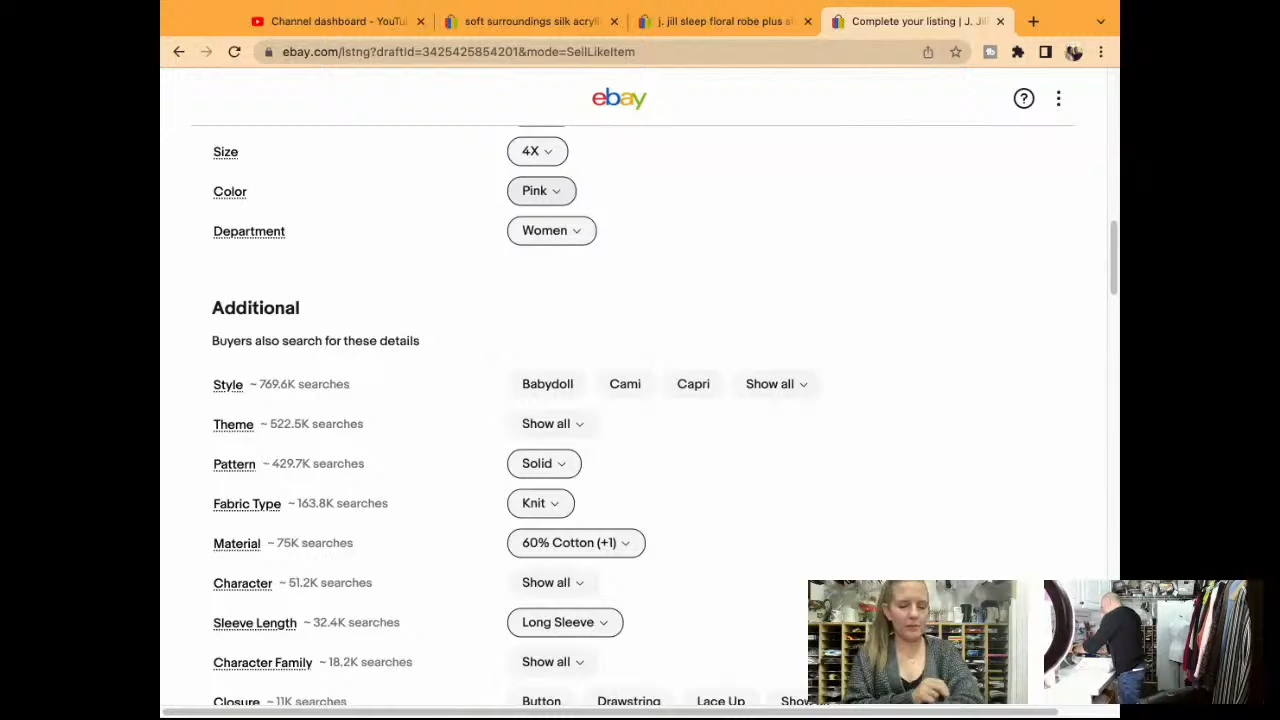 Channel dashboard - YouTu
soft surroundings silk acryli
j. jill sleep floral robe plus s
Complete your listing | J. Jil
ebay.com/lstng?draftId=3425425854201&mode=SellLikeItem
ebay
Size 4X
Color Pink
Department Women
Additional
Buyers also search for these details
Style ~ 769.6K searches Babydoll Cami Capri Show all
Theme ~ 522.5K searches Show all
Pattern ~ 429.7K searches Solid
Fabric Type ~ 163.8K searches Knit
Material ~ 75K searches 60% Cotton (+1)
Character ~ 51.2K searches Show all
Sleeve Length ~ 32.4K searches Long Sleeve
Character Family ~ 18.2K searches Show all
Closure ~ 11K searches Button Drawstring Lace Up Show